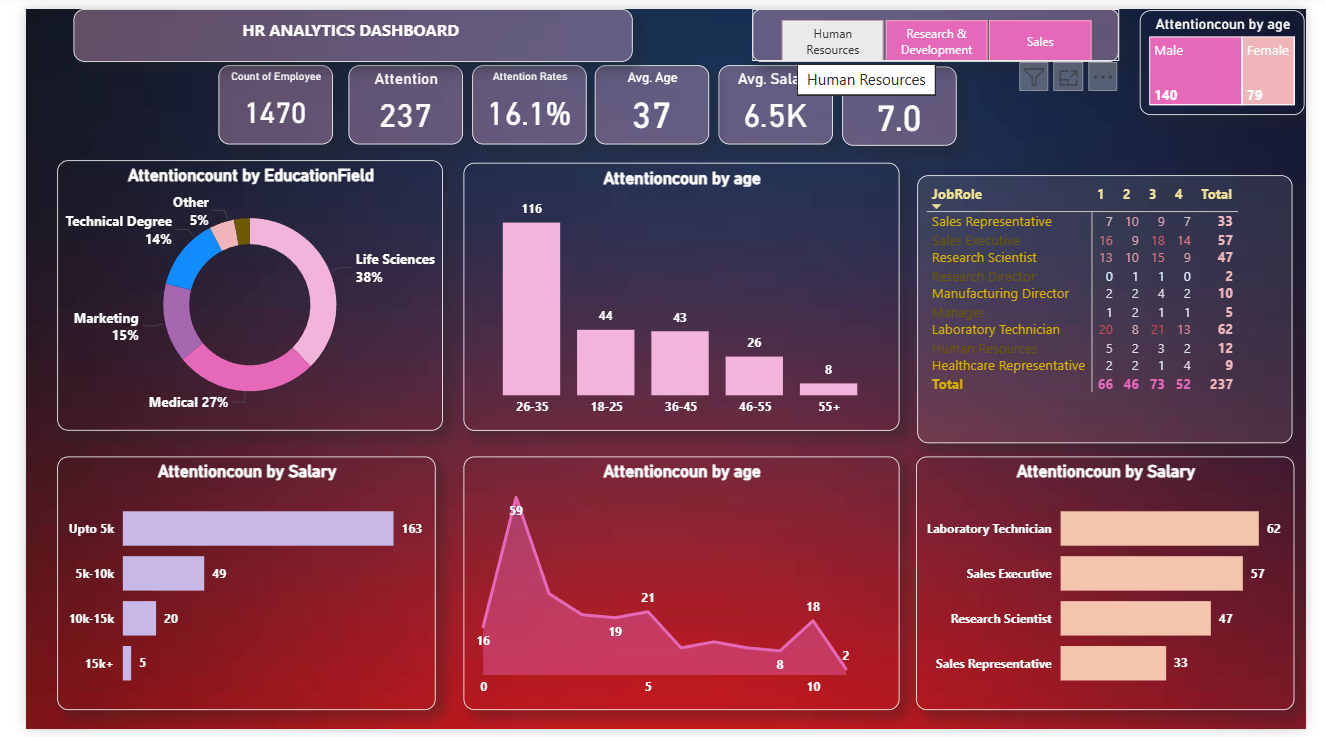 HR ANALYTICS DASHBOARD
Human
Resources
Research &
Development
Sales
Human Resources
Attentioncoun by age
Male
Female
140
79
Count of Employee
1470
Attention
237
Attention Rates
16.1%
Avg. Age
37
Avg. Sala
6.5K
7.0
Attentioncount by EducationField
Other
5%
Technical Degree
14%
Life Sciences
38%
Marketing
15%
Medical 27%
Attentioncoun by age
116
44
43
26
8
26-35
18-25
36-45
46-55
55+
JobRole 1 2 3 4 Total
Sales Representative 7 10 9 7 33
Sales Executive 16 9 18 14 57
Research Scientist 13 10 15 9 47
Research Director 0 1 1 0 2
Manufacturing Director 2 2 4 2 10
Manager 1 2 1 1 5
Laboratory Technician 20 8 21 13 62
Human Resources 5 2 3 2 12
Healthcare Representative 2 2 1 4 9
Total 66 46 73 52 237
Attentioncoun by Salary
Upto 5k 163
5k-10k 49
10k-15k 20
15k+ 5
Attentioncoun by age
59
16
19
21
8
18
2
0 5 10
Attentioncoun by Salary
Laboratory Technician 62
Sales Executive 57
Research Scientist 47
Sales Representative 33